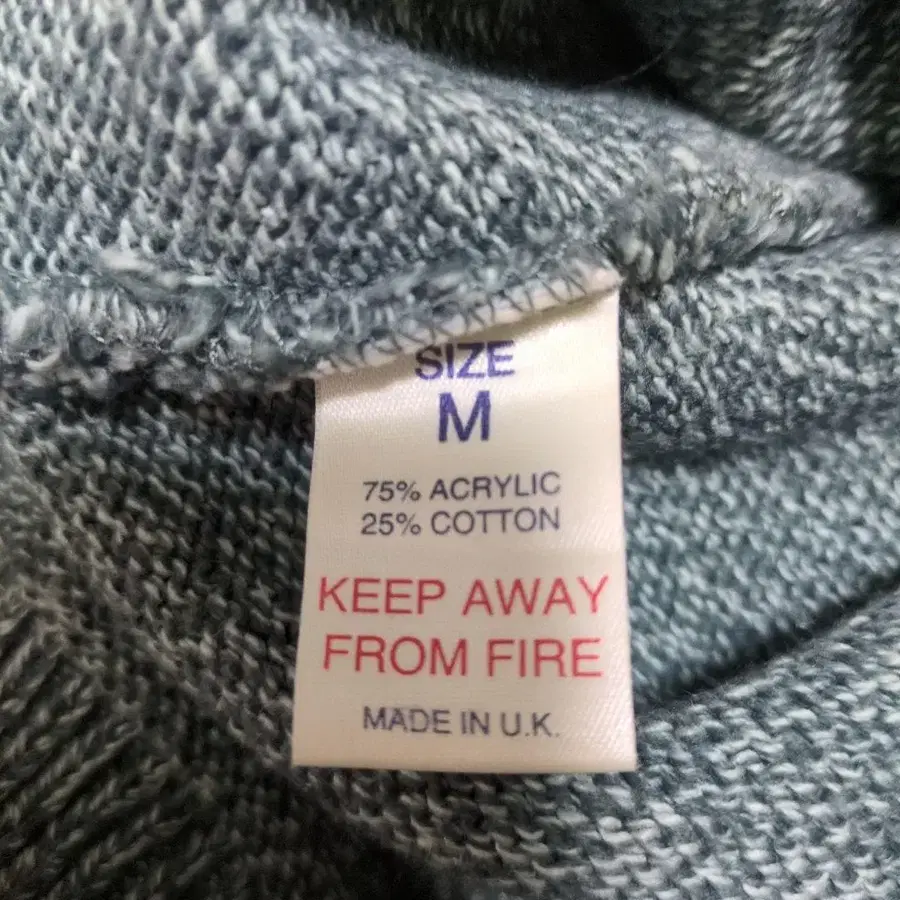 SIZE
M
75% ACRYLIC
25% COTTON
KEEP AWAY
FROM FIRE
MADE IN U.K.